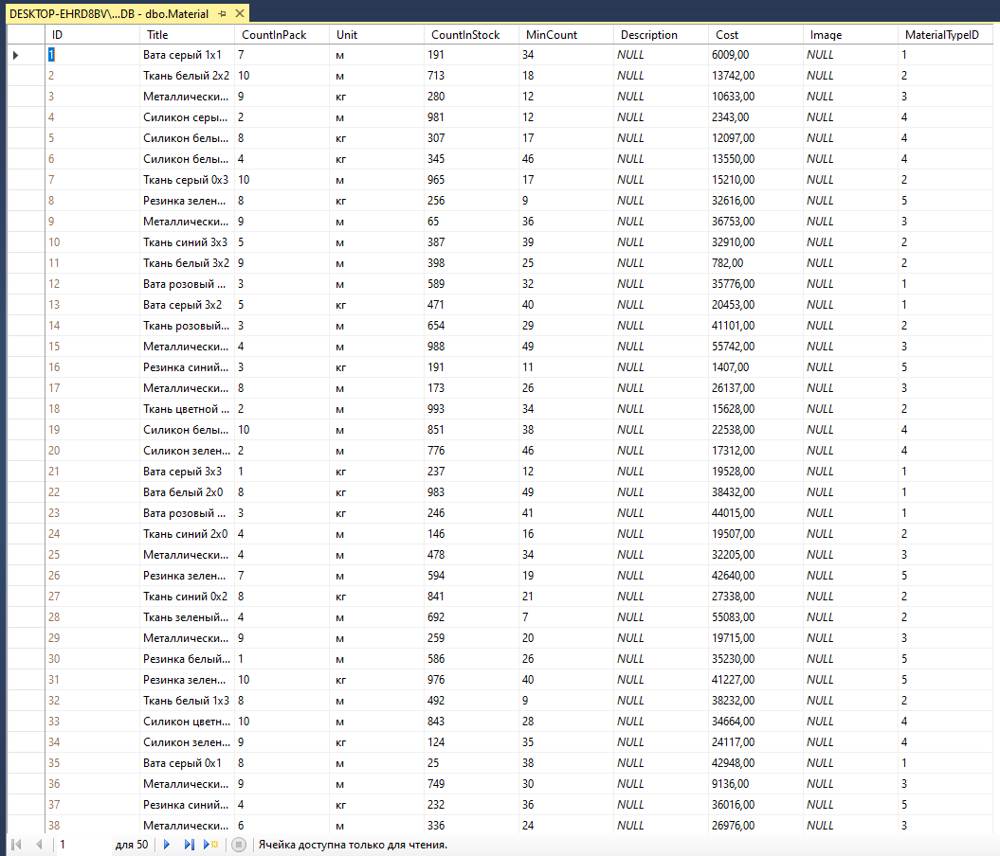 DESKTOP-EHRD8BV\...DB - dbo.Material
ID Title CountInPack Unit CountInStock MinCount Description Cost Image MaterialTypeID
1 Вата серый 1x1 7 м 191 34 NULL 6009,00 NULL 1
2 Ткань белый 2x2 10 м 713 18 NULL 13742,00 NULL 2
3 Металлически... 9 кг 280 12 NULL 10633,00 NULL 3
4 Силикон серы... 2 м 981 12 NULL 2343,00 NULL 4
5 Силикон белы... 8 кг 307 17 NULL 12097,00 NULL 4
6 Силикон белы... 4 кг 345 46 NULL 13550,00 NULL 4
7 Ткань серый 0x3 10 м 965 17 NULL 15210,00 NULL 2
8 Резинка зелен... 8 кг 256 9 NULL 32616,00 NULL 5
9 Металлически... 9 м 65 36 NULL 36753,00 NULL 3
10 Ткань синий 3x3 5 м 387 39 NULL 32910,00 NULL 2
11 Ткань белый 3x2 9 м 398 25 NULL 782,00 NULL 2
12 Вата розовый ... 3 м 589 32 NULL 35776,00 NULL 1
13 Вата серый 3x2 5 кг 471 40 NULL 20453,00 NULL 1
14 Ткань розовый... 3 м 654 29 NULL 41101,00 NULL 2
15 Металлически... 4 м 988 49 NULL 55742,00 NULL 3
16 Резинка синий... 3 кг 191 11 NULL 1407,00 NULL 5
17 Металлически... 8 м 173 26 NULL 26137,00 NULL 3
18 Ткань цветной ... 2 м 993 34 NULL 15628,00 NULL 2
19 Силикон белы... 10 м 851 38 NULL 22538,00 NULL 4
20 Силикон зелен... 2 м 776 46 NULL 17312,00 NULL 4
21 Вата серый 3x3 1 кг 237 12 NULL 19528,00 NULL 1
22 Вата белый 2x0 8 кг 983 49 NULL 38432,00 NULL 1
23 Вата розовый ... 3 кг 246 41 NULL 44015,00 NULL 1
24 Ткань синий 2x0 4 м 146 16 NULL 19507,00 NULL 2
25 Металлически... 4 м 478 34 NULL 32205,00 NULL 3
26 Резинка зелен... 7 м 594 19 NULL 42640,00 NULL 5
27 Ткань синий 0x2 8 кг 841 21 NULL 27338,00 NULL 2
28 Ткань зеленый... 4 м 692 7 NULL 55083,00 NULL 2
29 Металлически... 9 м 259 20 NULL 19715,00 NULL 3
30 Резинка белый... 1 м 586 26 NULL 35230,00 NULL 5
31 Резинка зелен... 10 кг 976 40 NULL 41227,00 NULL 5
32 Ткань белый 1x3 8 м 492 9 NULL 38232,00 NULL 2
33 Силикон цветн... 10 м 843 28 NULL 34664,00 NULL 4
34 Силикон зелен... 9 кг 124 35 NULL 24117,00 NULL 4
35 Вата серый 0x1 8 м 25 38 NULL 42948,00 NULL 1
36 Металлически... 9 м 749 30 NULL 9136,00 NULL 3
37 Резинка синий... 4 кг 232 36 NULL 36016,00 NULL 5
38 Металлически... 6 м 336 24 NULL 26976,00 NULL 3
1 для 50 Ячейка доступна только для чтения.